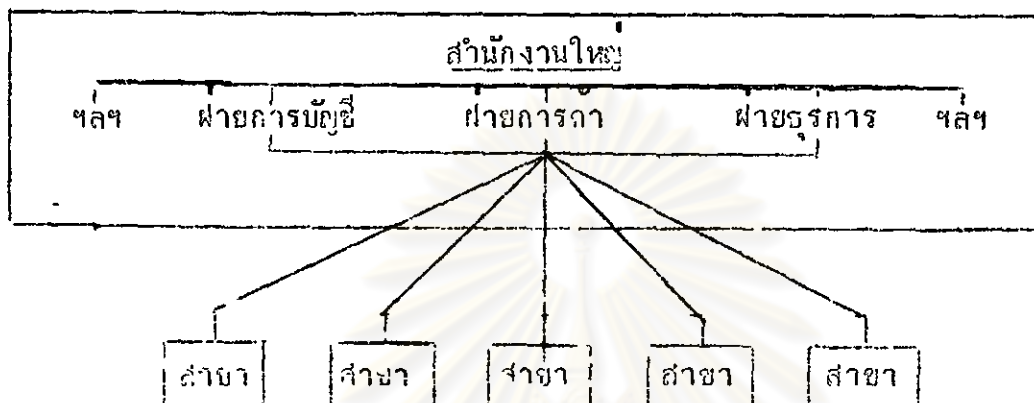 สำนักงานใหญ่
ฯลฯ ฝ่ายการบัญชี ฝ่ายการค้า ฝ่ายธุรการ ฯลฯ
สาขา สาขา สาขา สาขา สาขา